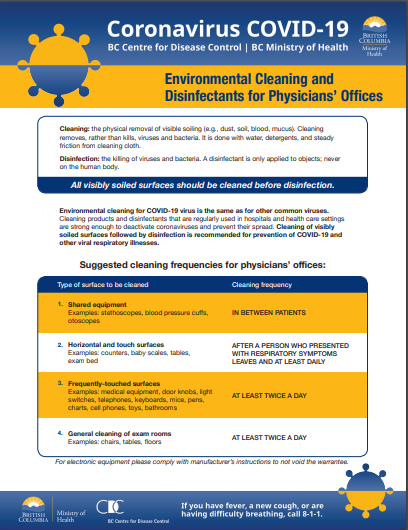 Coronavirus COVID-19
BC Centre for Disease Control | BC Ministry of Health
BRITISH
COLUMBIA
Ministry of
Health
Environmental Cleaning and
Disinfectants for Physicians' Offices
Cleaning: the physical removal of visible soiling (e.g., dust, soil, blood, mucus). Cleaning
removes, rather than kills, viruses and bacteria. It is done with water, detergents, and steady
friction from cleaning cloth.
Disinfection: the killing of viruses and bacteria. A disinfectant is only applied to objects; never
on the human body.
All visibly soiled surfaces should be cleaned before disinfection.
Environmental cleaning for COVID-19 virus is the same as for other common viruses.
Cleaning products and disinfectants that are regularly used in hospitals and health care settings
are strong enough to deactivate coronaviruses and prevent their spread. Cleaning of visibly
soiled surfaces followed by disinfection is recommended for prevention of COVID-19 and
other viral respiratory illnesses.
Suggested cleaning frequencies for physicians' offices:
Type of surface to be cleaned Cleaning frequency
1. Shared equipment
Examples: stethoscopes, blood pressure cuffs,
otoscopes
IN BETWEEN PATIENTS
2. Horizontal and touch surfaces
Examples: counters, baby scales, tables,
exam bed
AFTER A PERSON WHO PRESENTED
WITH RESPIRATORY SYMPTOMS
LEAVES AND AT LEAST DAILY
3. Frequently-touched surfaces
Examples: medical equipment, door knobs, light
switches, telephones, keyboards, mice, pens,
charts, cell phones, toys, bathrooms
AT LEAST TWICE A DAY
4. General cleaning of exam rooms
Examples: chairs, tables, floors
AT LEAST TWICE A DAY
For electronic equipment please comply with manufacturer's instructions to not void the warrantee.
BRITISH
COLUMBIA
Ministry of
Health
BC Centre for Disease Control
If you have fever, a new cough, or are
having difficulty breathing, call 8-1-1.